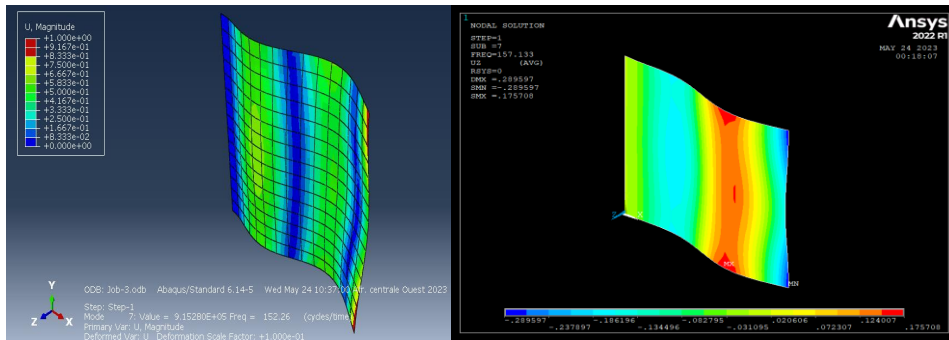 U, Magnitude
+1.000e+00
+9.167e-01
+8.333e-01
+7.500e-01
+6.667e-01
+5.833e-01
+5.000e-01
+4.167e-01
+3.333e-01
+2.500e-01
+1.667e-01
+8.333e-02
+0.000e+00
Y
Z X
ODB: Job-3.odb Abaqus/Standard 6.14-5 Wed May 24 10:37:00 centrale Ouest 2023
Step: Step-1
Mode 7: Value = 9.15280E+05 Freq = 152.26 (cycles/time)
Primary Var: U, Magnitude
Deformed Var: U Deformation Scale Factor: +1.000e-01
1
NODAL SOLUTION
STEP=1
SUB =7
FREQ=157.133
UZ (AVG)
RSYS=0
DMX =.289597
SMN =-.289597
SMX =.175708
Ansys
2022 R1
MAY 24 2023
00:18:07
MX
MN
-.289597 -.186196 -.082795 .020606 .124007
-.237897 -.134496 -.031095 .072307 .175708